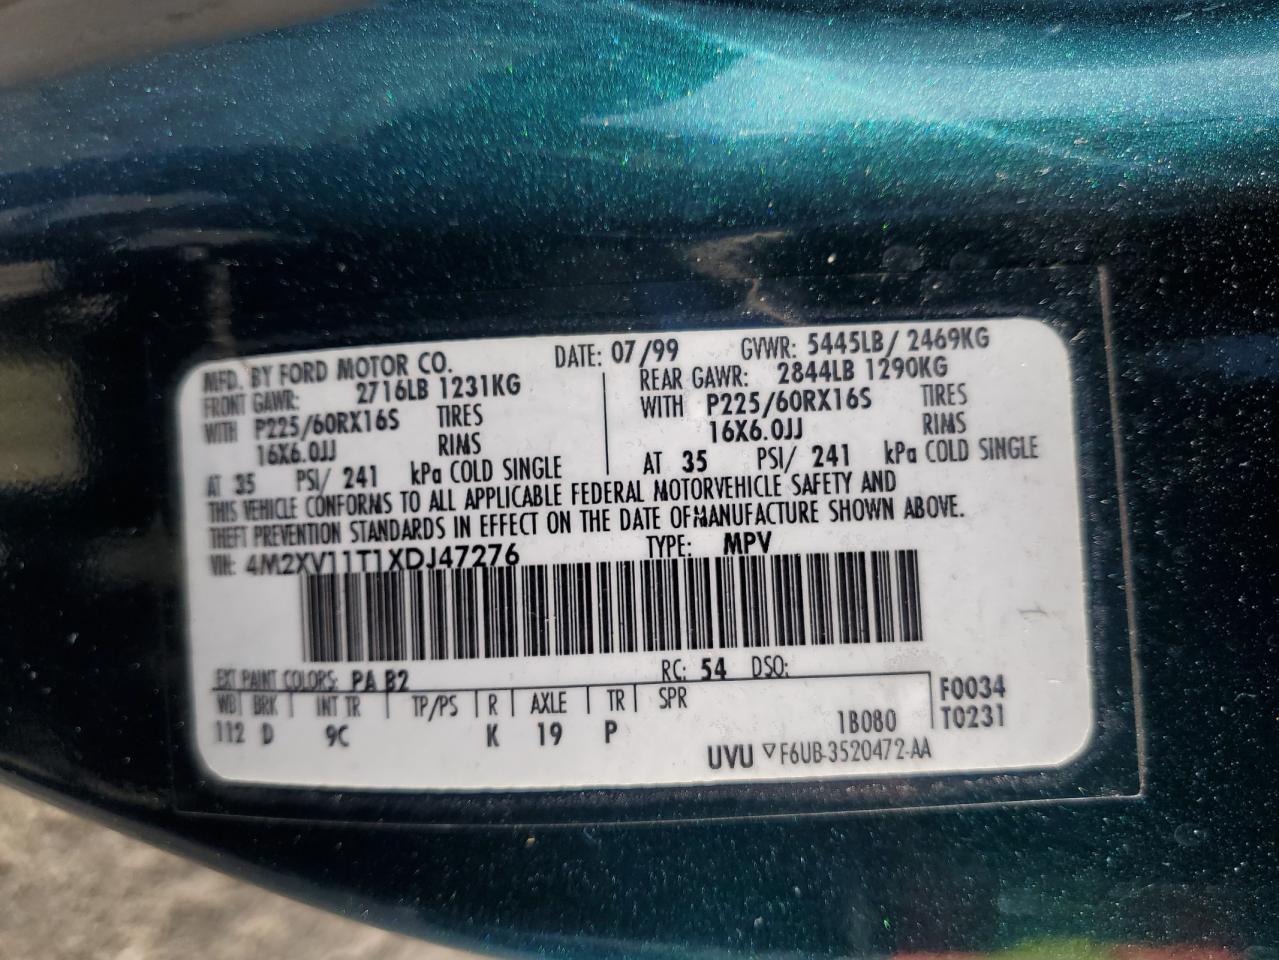 MFD. BY FORD MOTOR CO. DATE: 07/99 GVWR: 5445LB/ 2469KG
FRONT GAWR: 2716LB 1231KG REAR GAWR: 2844LB 1290KG
WITH P225/60RX16S TIRES WITH P225/60RX16S TIRES
16X6.0JJ RIMS 16X6.0JJ RIMS
AT 35 PSI/ 241 kPa COLD SINGLE AT 35 PSI/ 241 kPa COLD SINGLE
THIS VEHICLE CONFORMS TO ALL APPLICABLE FEDERAL MOTORVEHICLE SAFETY AND
THEFT PREVENTION STANDARDS IN EFFECT ON THE DATE OF MANUFACTURE SHOWN ABOVE.
VIN: 4M2XV11T1XDJ47276 TYPE: MPV
EXT PAINT COLORS: PA B2 RC: 54 DSO:
WB BRK INT TR TP/PS R AXLE TR SPR F0034
112 D 9C K 19 P 1B080 T0231
UVU ▽F6UB-3520472-AA